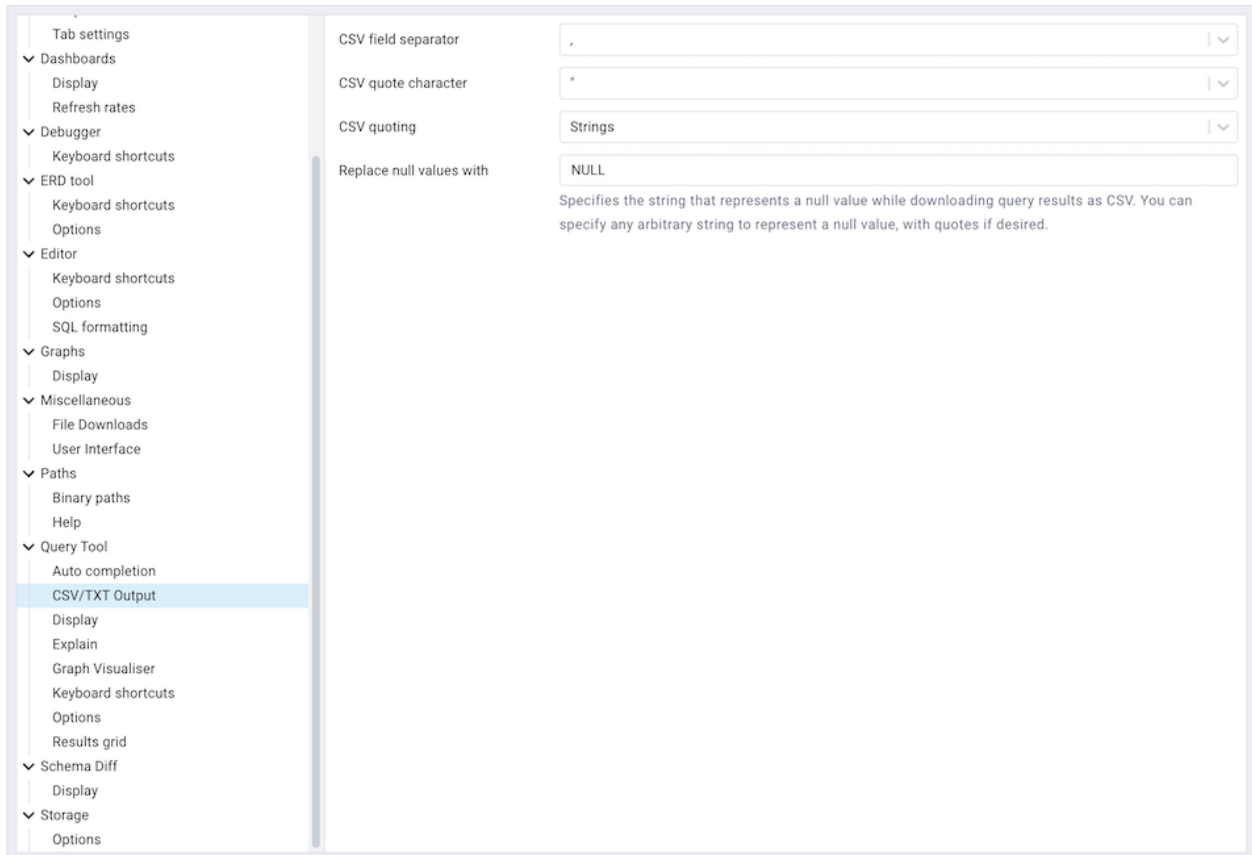 Tab settings
Dashboards
Display
Refresh rates
Debugger
Keyboard shortcuts
ERD tool
Keyboard shortcuts
Options
Editor
Keyboard shortcuts
Options
SQL formatting
Graphs
Display
Miscellaneous
File Downloads
User Interface
Paths
Binary paths
Help
Query Tool
Auto completion
CSV/TXT Output
Display
Explain
Graph Visualiser
Keyboard shortcuts
Options
Results grid
Schema Diff
Display
Storage
Options
CSV field separator ,
CSV quote character "
CSV quoting Strings
Replace null values with NULL
Specifies the string that represents a null value while downloading query results as CSV. You can
specify any arbitrary string to represent a null value, with quotes if desired.